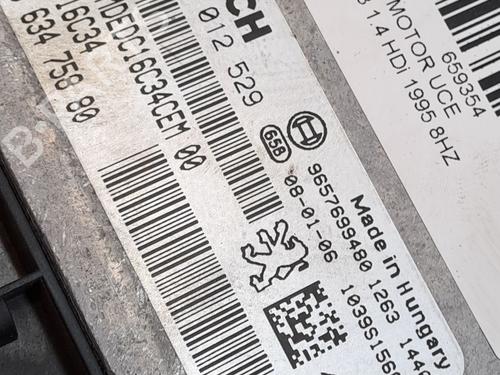 CH
012 529
MDEDC16C34CEM 00
16C34
634 758 80
658
08-01-06
9657699480 1263
Made in Hungary
1039S156
659354
MOTOR UCE
1.4 HDi 1995 8HZ